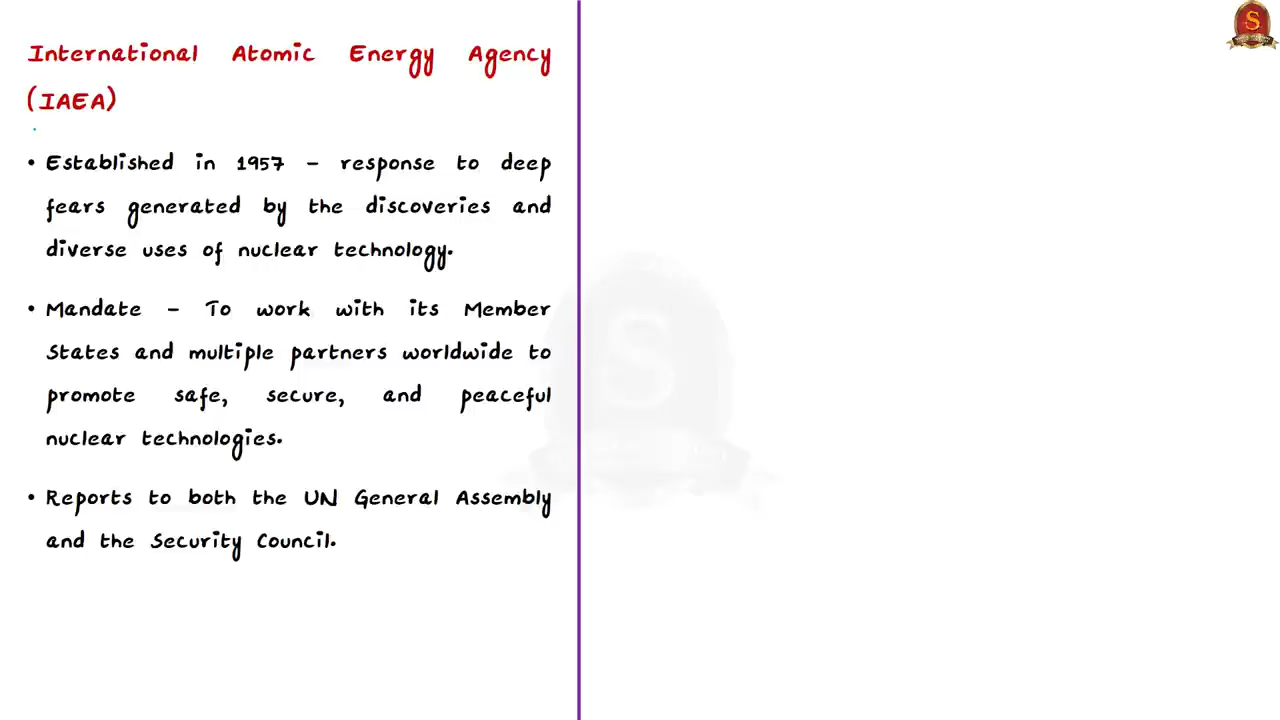 International Atomic Energy Agency
(IAEA)
• Established in 1957 – response to deep
fears generated by the discoveries and
diverse uses of nuclear technology.
• Mandate – To work with its Member
States and multiple partners worldwide to
promote safe, secure, and peaceful
nuclear technologies.
• Reports to both the UN General Assembly
and the Security Council.
S
S